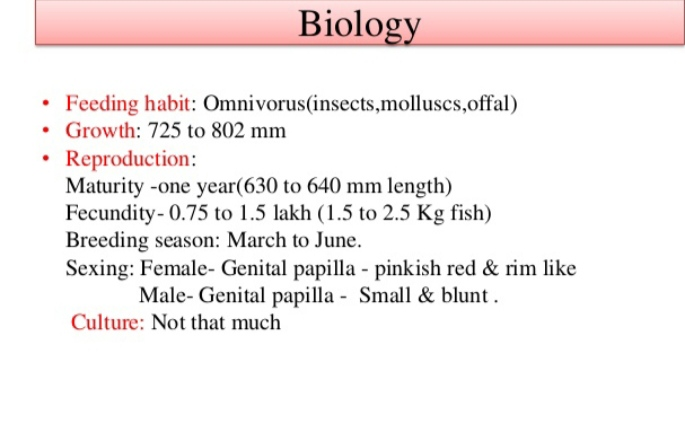 Biology
• Feeding habit: Omnivorus(insects,molluscs,offal)
• Growth: 725 to 802 mm
• Reproduction:
Maturity -one year(630 to 640 mm length)
Fecundity- 0.75 to 1.5 lakh (1.5 to 2.5 Kg fish)
Breeding season: March to June.
Sexing: Female- Genital papilla - pinkish red & rim like
Male- Genital papilla - Small & blunt .
Culture: Not that much